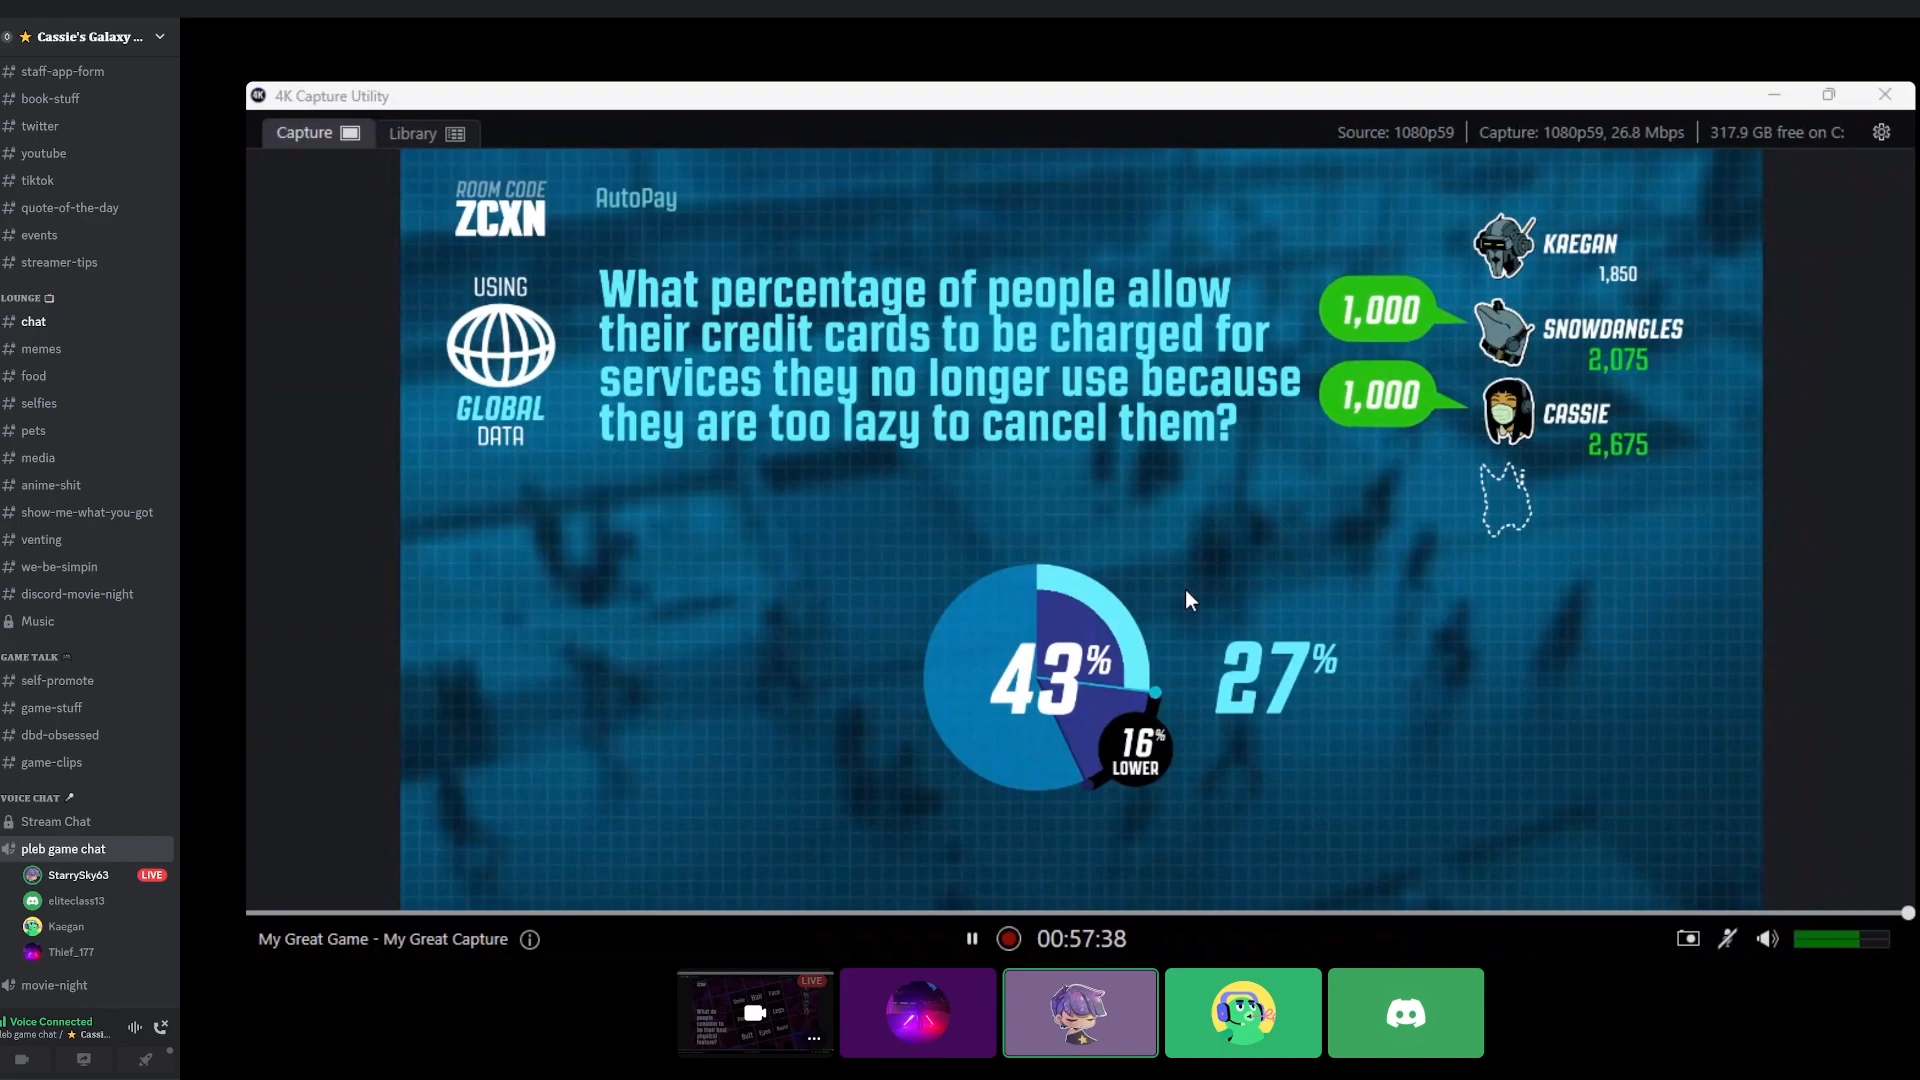 Cassie's Galaxy ...
staff-app-form
book-stuff
twitter
youtube
tiktok
quote-of-the-day
events
streamer-tips
LOUNGE
chat
memes
food
selfies
pets
media
anime-shit
show-me-what-you-got
venting
we-be-simpin
discord-movie-night
Music
GAME TALK
self-promote
game-stuff
dbd-obsessed
game-clips
VOICE CHAT
Stream Chat
pleb game chat
StarrySky63 LIVE
eliteclass13
Kaegan
Thief_177
movie-night
Voice Connected
leb game chat / Cassi...
4K 4K Capture Utility
Capture Library
Source: 1080p59 Capture: 1080p59, 26.8 Mbps 317.9 GB free on C:
ROOM CODE
ZCXN
AutoPay
USING
GLOBAL
DATA
What percentage of people allow
their credit cards to be charged for
services they no longer use because
they are too lazy to cancel them?
KAEGAN
1,850
1,000
SNOWDANGLES
2,075
1,000
CASSIE
2,675
43%
27%
16%
LOWER
My Great Game - My Great Capture
00:57:38
LIVE